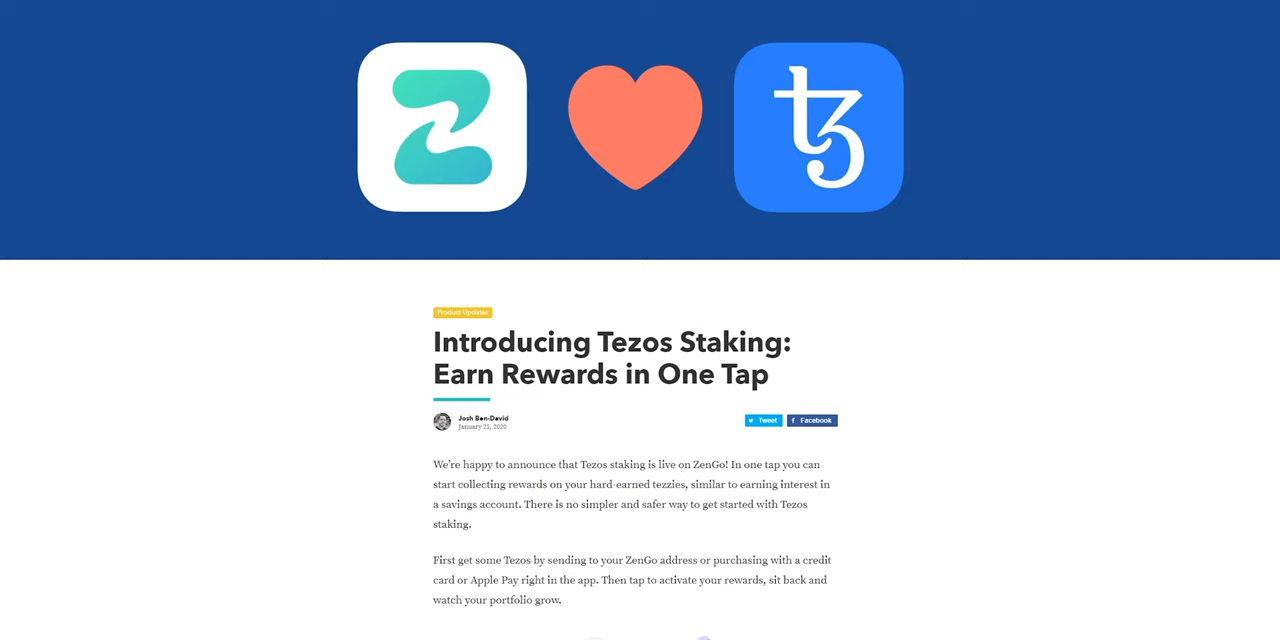 Product Updates
Introducing Tezos Staking:
Earn Rewards in One Tap
Josh Ben-David
January 21, 2020
Tweet
Facebook
We're happy to announce that Tezos staking is live on ZenGo! In one tap you can
start collecting rewards on your hard-earned tezzies, similar to earning interest in
a savings account. There is no simpler and safer way to get started with Tezos
staking.
First get some Tezos by sending to your ZenGo address or purchasing with a credit
card or Apple Pay right in the app. Then tap to activate your rewards, sit back and
watch your portfolio grow.